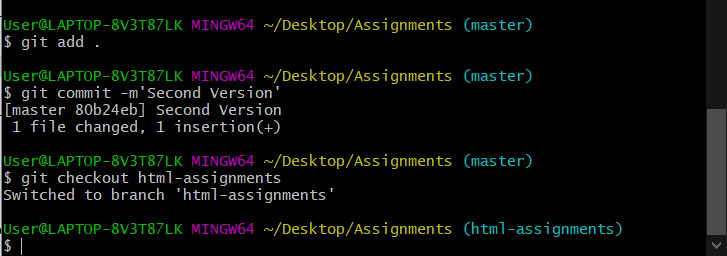 User@LAPTOP-8V3T87LK MINGW64 ~/Desktop/Assignments (master)
$ git add .
User@LAPTOP-8V3T87LK MINGW64 ~/Desktop/Assignments (master)
$ git commit -m'Second Version'
[master 80b24eb] Second Version
 1 file changed, 1 insertion(+)
User@LAPTOP-8V3T87LK MINGW64 ~/Desktop/Assignments (master)
$ git checkout html-assignments
Switched to branch 'html-assignments'
User@LAPTOP-8V3T87LK MINGW64 ~/Desktop/Assignments (html-assignments)
$